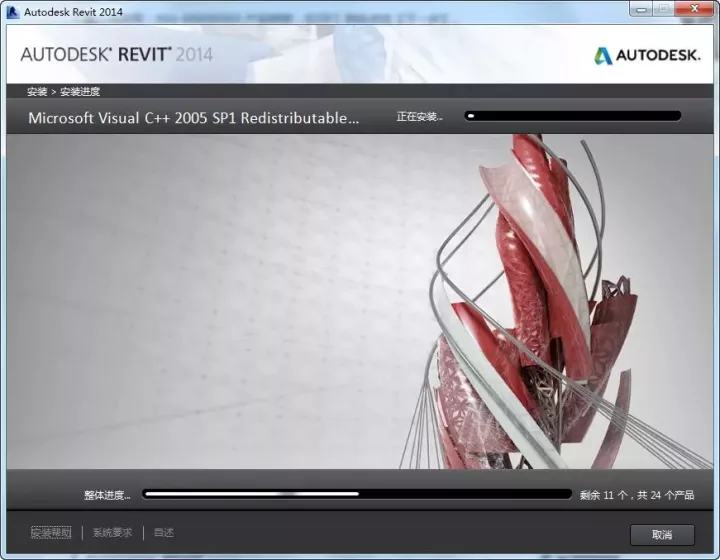 Autodesk Revit 2014
AUTODESK® REVIT® 2014
AUTODESK.
安装 > 安装进度
Microsoft Visual C++ 2005 SP1 Redistributable...
正在安装...
整体进度...
剩余 11 个，共 24 个产品
安装帮助
系统要求
自述
取消